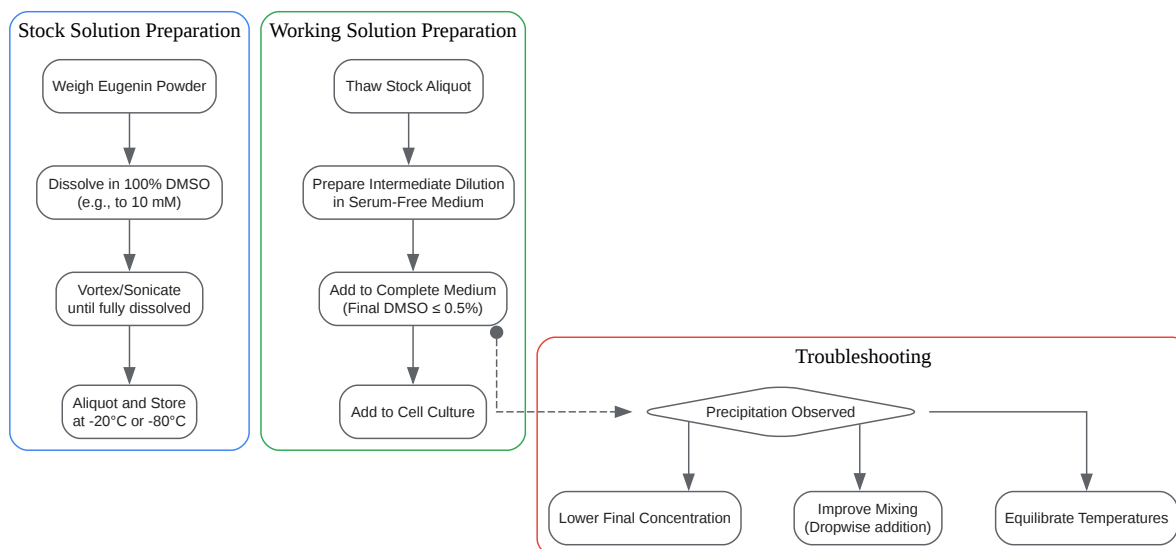 Stock Solution Preparation
Weigh Eugenin Powder
Dissolve in 100% DMSO
(e.g., to 10 mM)
Vortex/Sonicate
until fully dissolved
Aliquot and Store
at -20°C or -80°C
Working Solution Preparation
Thaw Stock Aliquot
Prepare Intermediate Dilution
in Serum-Free Medium
Add to Complete Medium
(Final DMSO ≤ 0.5%)
Add to Cell Culture
Troubleshooting
Precipitation Observed
Lower Final Concentration
Improve Mixing
(Dropwise addition)
Equilibrate Temperatures